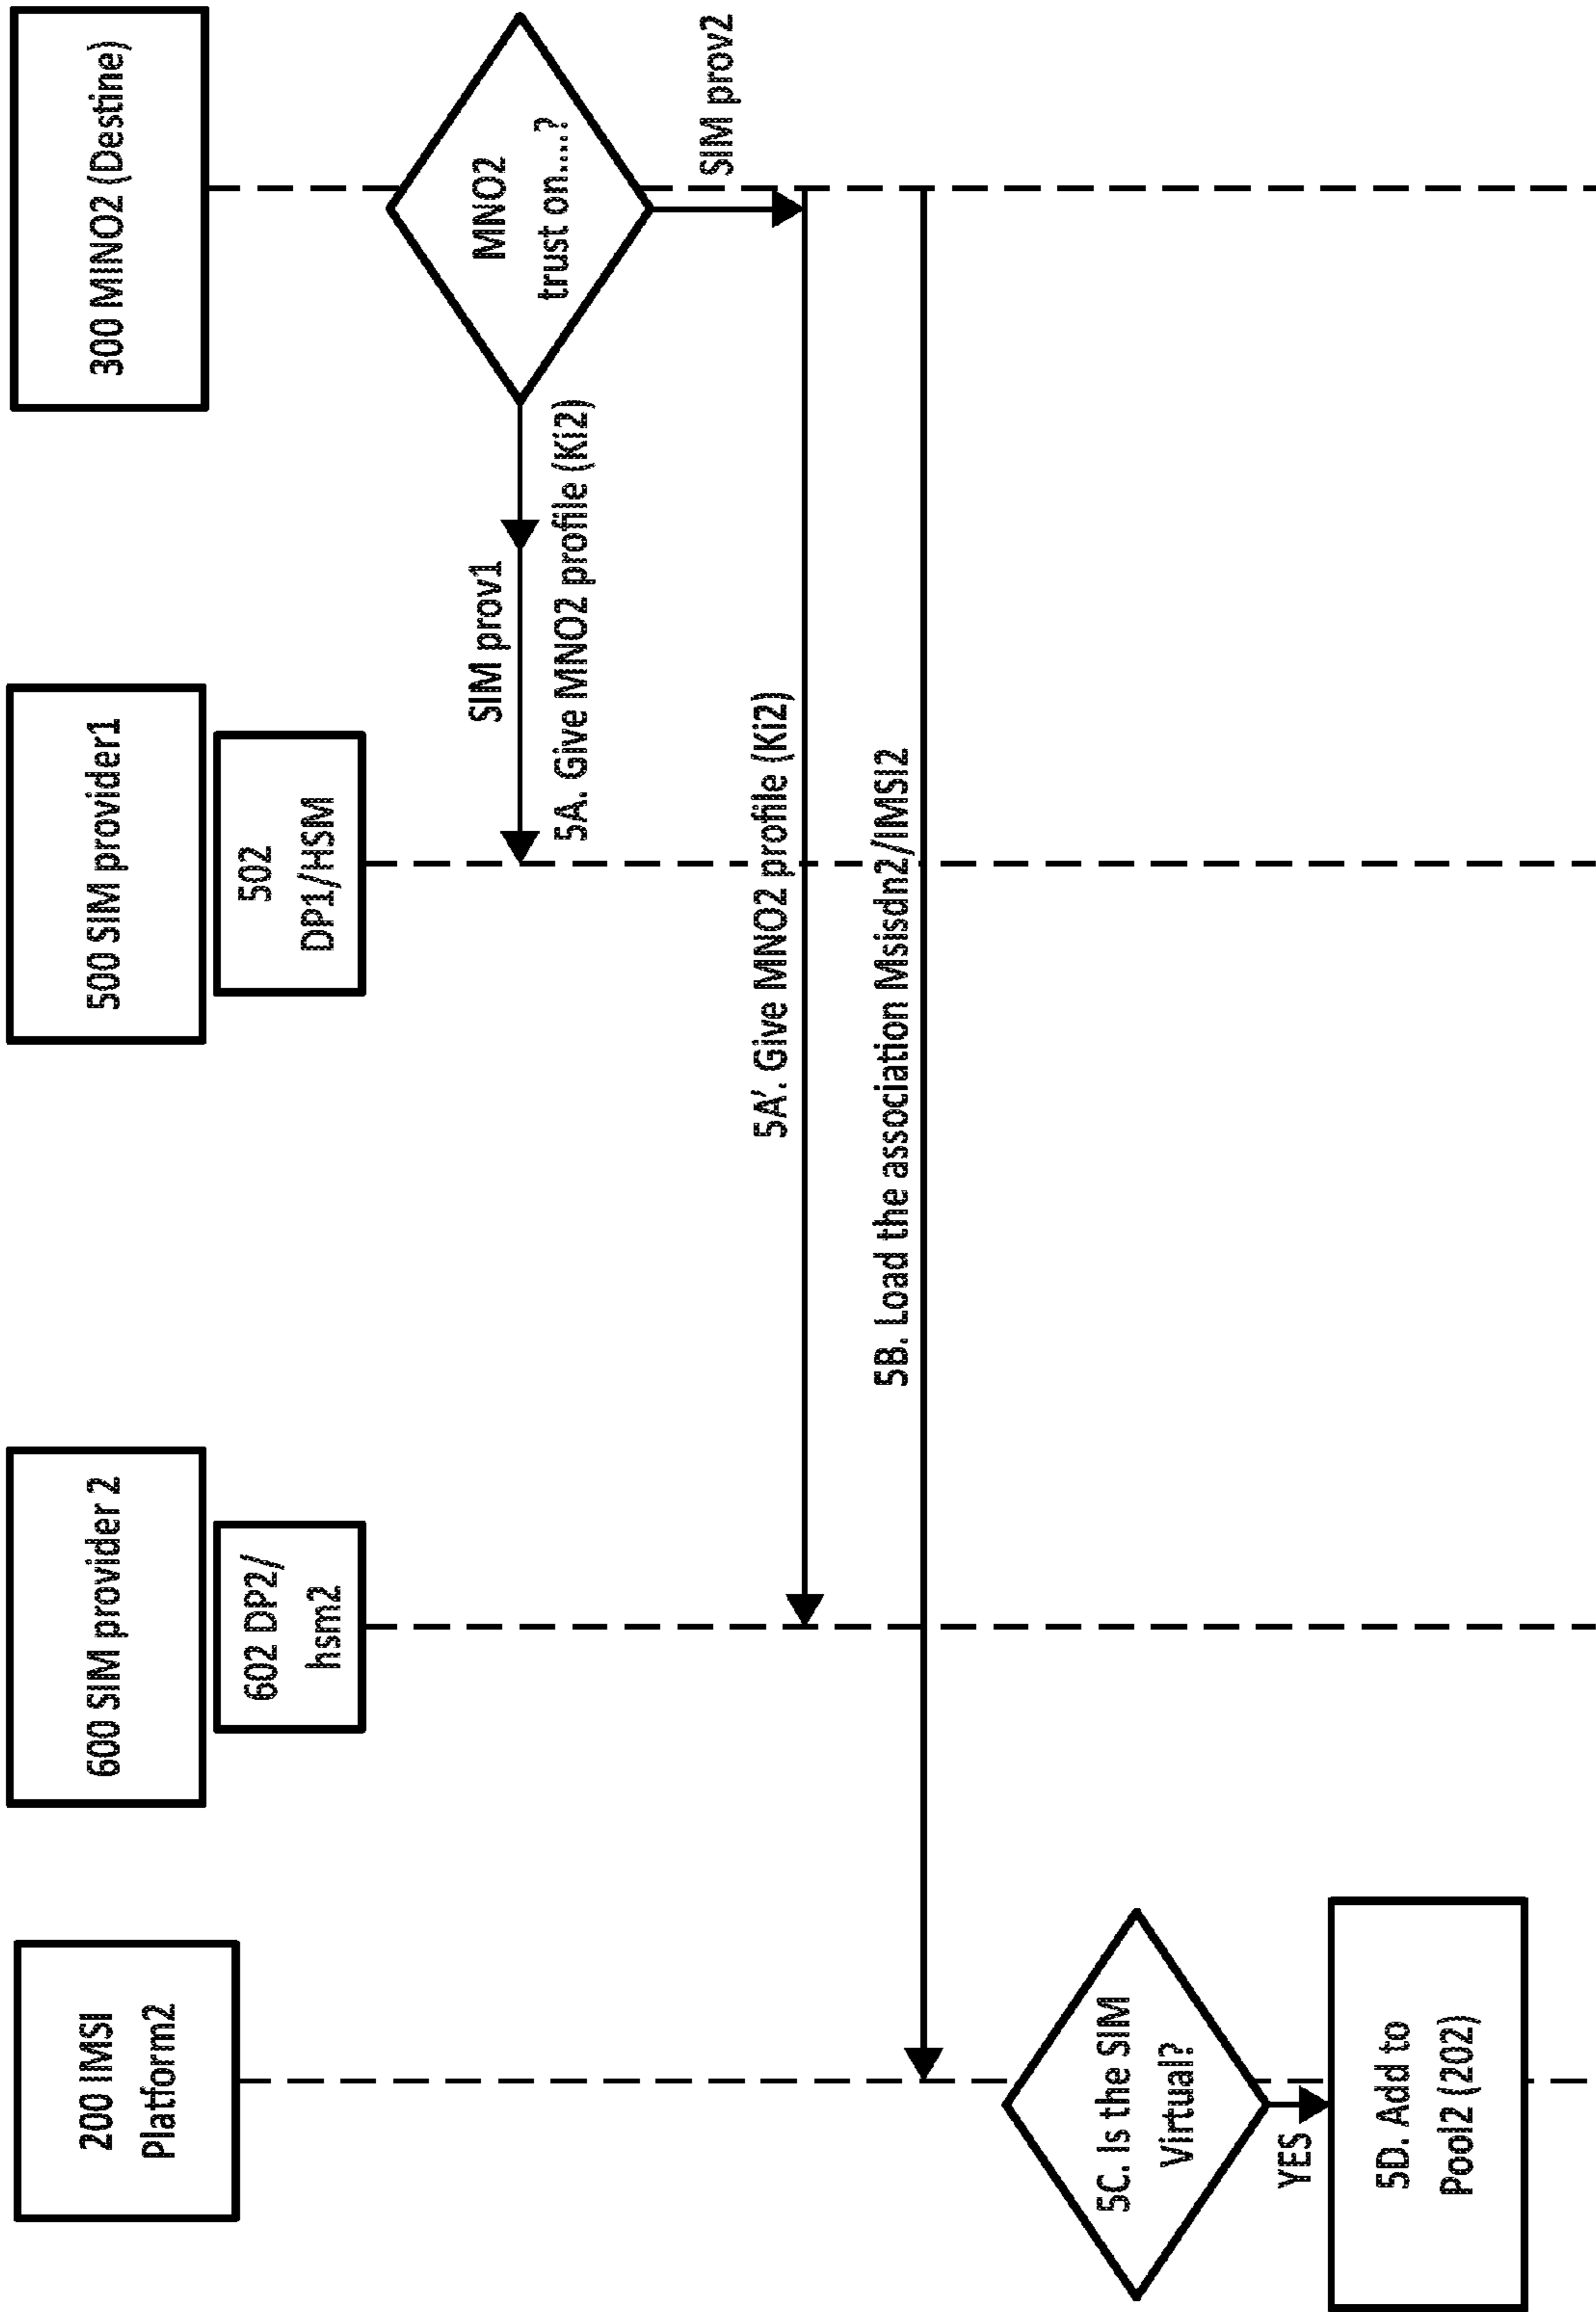 200 IMSI
Platform2
600 SIM provider 2
602 DP2/
hsm2
500 SIM provider1
502
DP1/HSM
300 MINO2 (Destine)
MNO2
trust on....?
SIM prov1
5A. Give MNO2 profile (Ki2)
SIM prov2
5A'. Give MNO2 profile (Ki2)
5B. Load the association Msisdn2/IMSI2
5C. Is the SIM
Virtual?
YES
5D. Add to
Pool2 (202)